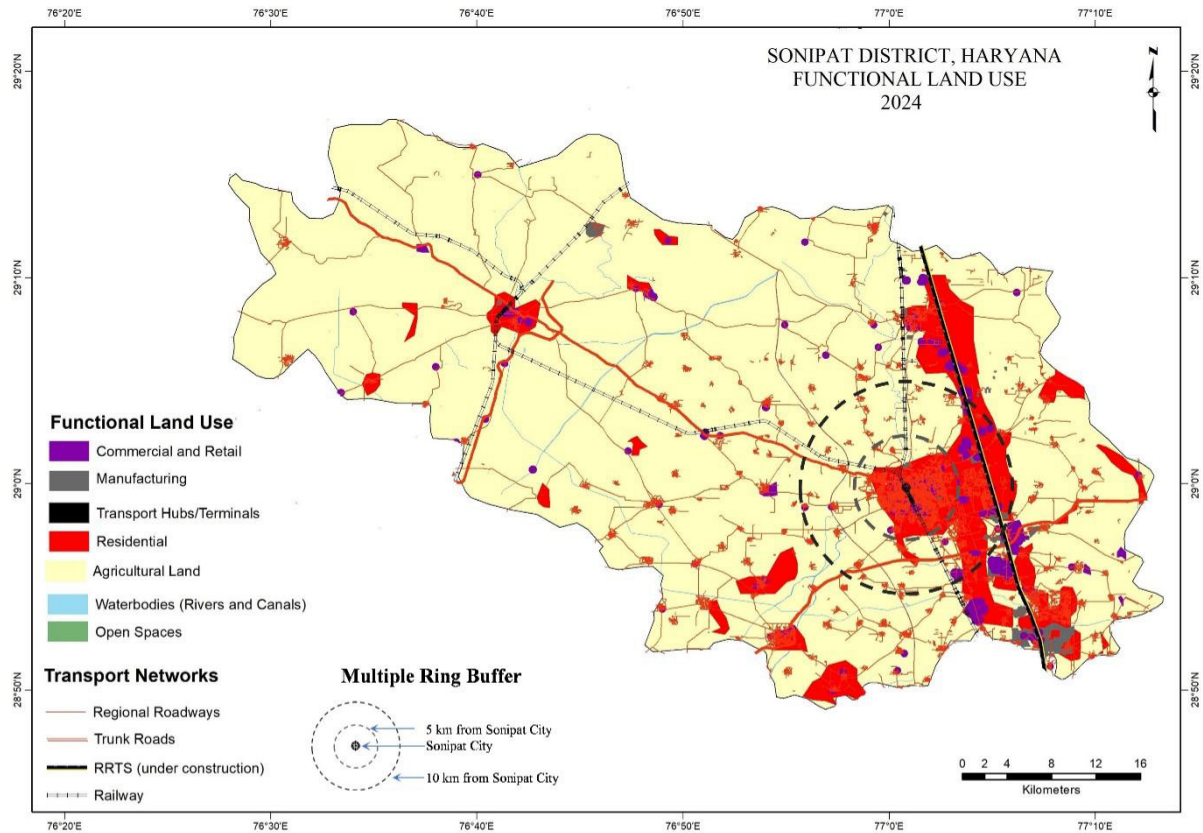 76°20'E 76°30'E 76°40'E 76°50'E 77°0'E 77°10'E
SONIPAT DISTRICT, HARYANA
FUNCTIONAL LAND USE
2024
N
29°20'N 29°20'N
29°10'N 29°10'N
29°0'N 29°0'N
28°50'N 28°50'N
Functional Land Use
Commercial and Retail
Manufacturing
Transport Hubs/Terminals
Residential
Agricultural Land
Waterbodies (Rivers and Canals)
Open Spaces
Transport Networks
Regional Roadways
Trunk Roads
RRTS (under construction)
Railway
Multiple Ring Buffer
5 km from Sonipat City
Sonipat City
10 km from Sonipat City
0 2 4 8 12 16
Kilometers
76°20'E 76°30'E 76°40'E 76°50'E 77°0'E 77°10'E